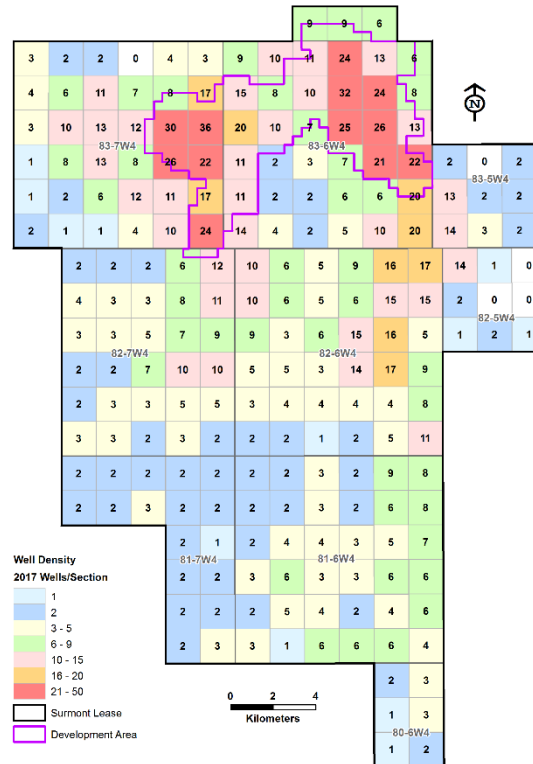 9 9 6
3 2 2 0 4 3 9 10 11 24 13 6
4 6 11 7 8 17 15 8 10 32 24 8
N
3 10 13 12 30 36 20 10 7 25 26 13
83-7W4 83-6W4
1 8 13 8 26 22 11 2 3 7 21 22 2 0 2
83-5W4
1 2 6 12 11 17 11 2 2 6 6 20 13 2 2
2 1 1 4 10 24 14 4 2 5 10 20 14 3 2
2 2 2 6 12 10 6 5 9 16 17 14 1 0
4 3 3 8 11 10 6 5 6 15 15 2 0 0
82-5W4
3 3 5 7 9 9 3 6 15 16 5 1 2 1
82-7W4 82-6W4
2 2 7 10 10 5 5 3 14 17 9
2 3 3 5 5 3 4 4 4 4 8
3 3 2 3 2 2 2 1 2 5 11
2 2 2 2 2 2 2 3 2 9 8
2 2 3 2 2 2 2 3 2 6 8
2 1 2 4 4 3 5 7
81-7W4 81-6W4
2 2 3 6 3 3 6 6
2 2 2 5 4 2 4 6
2 3 3 1 6 6 6 4
2 3
1 3
80-6W4
1 2
Well Density
2017 Wells/Section
1
2
3 - 5
6 - 9
10 - 15
16 - 20
21 - 50
Surmont Lease
Development Area
0 2 4
Kilometers